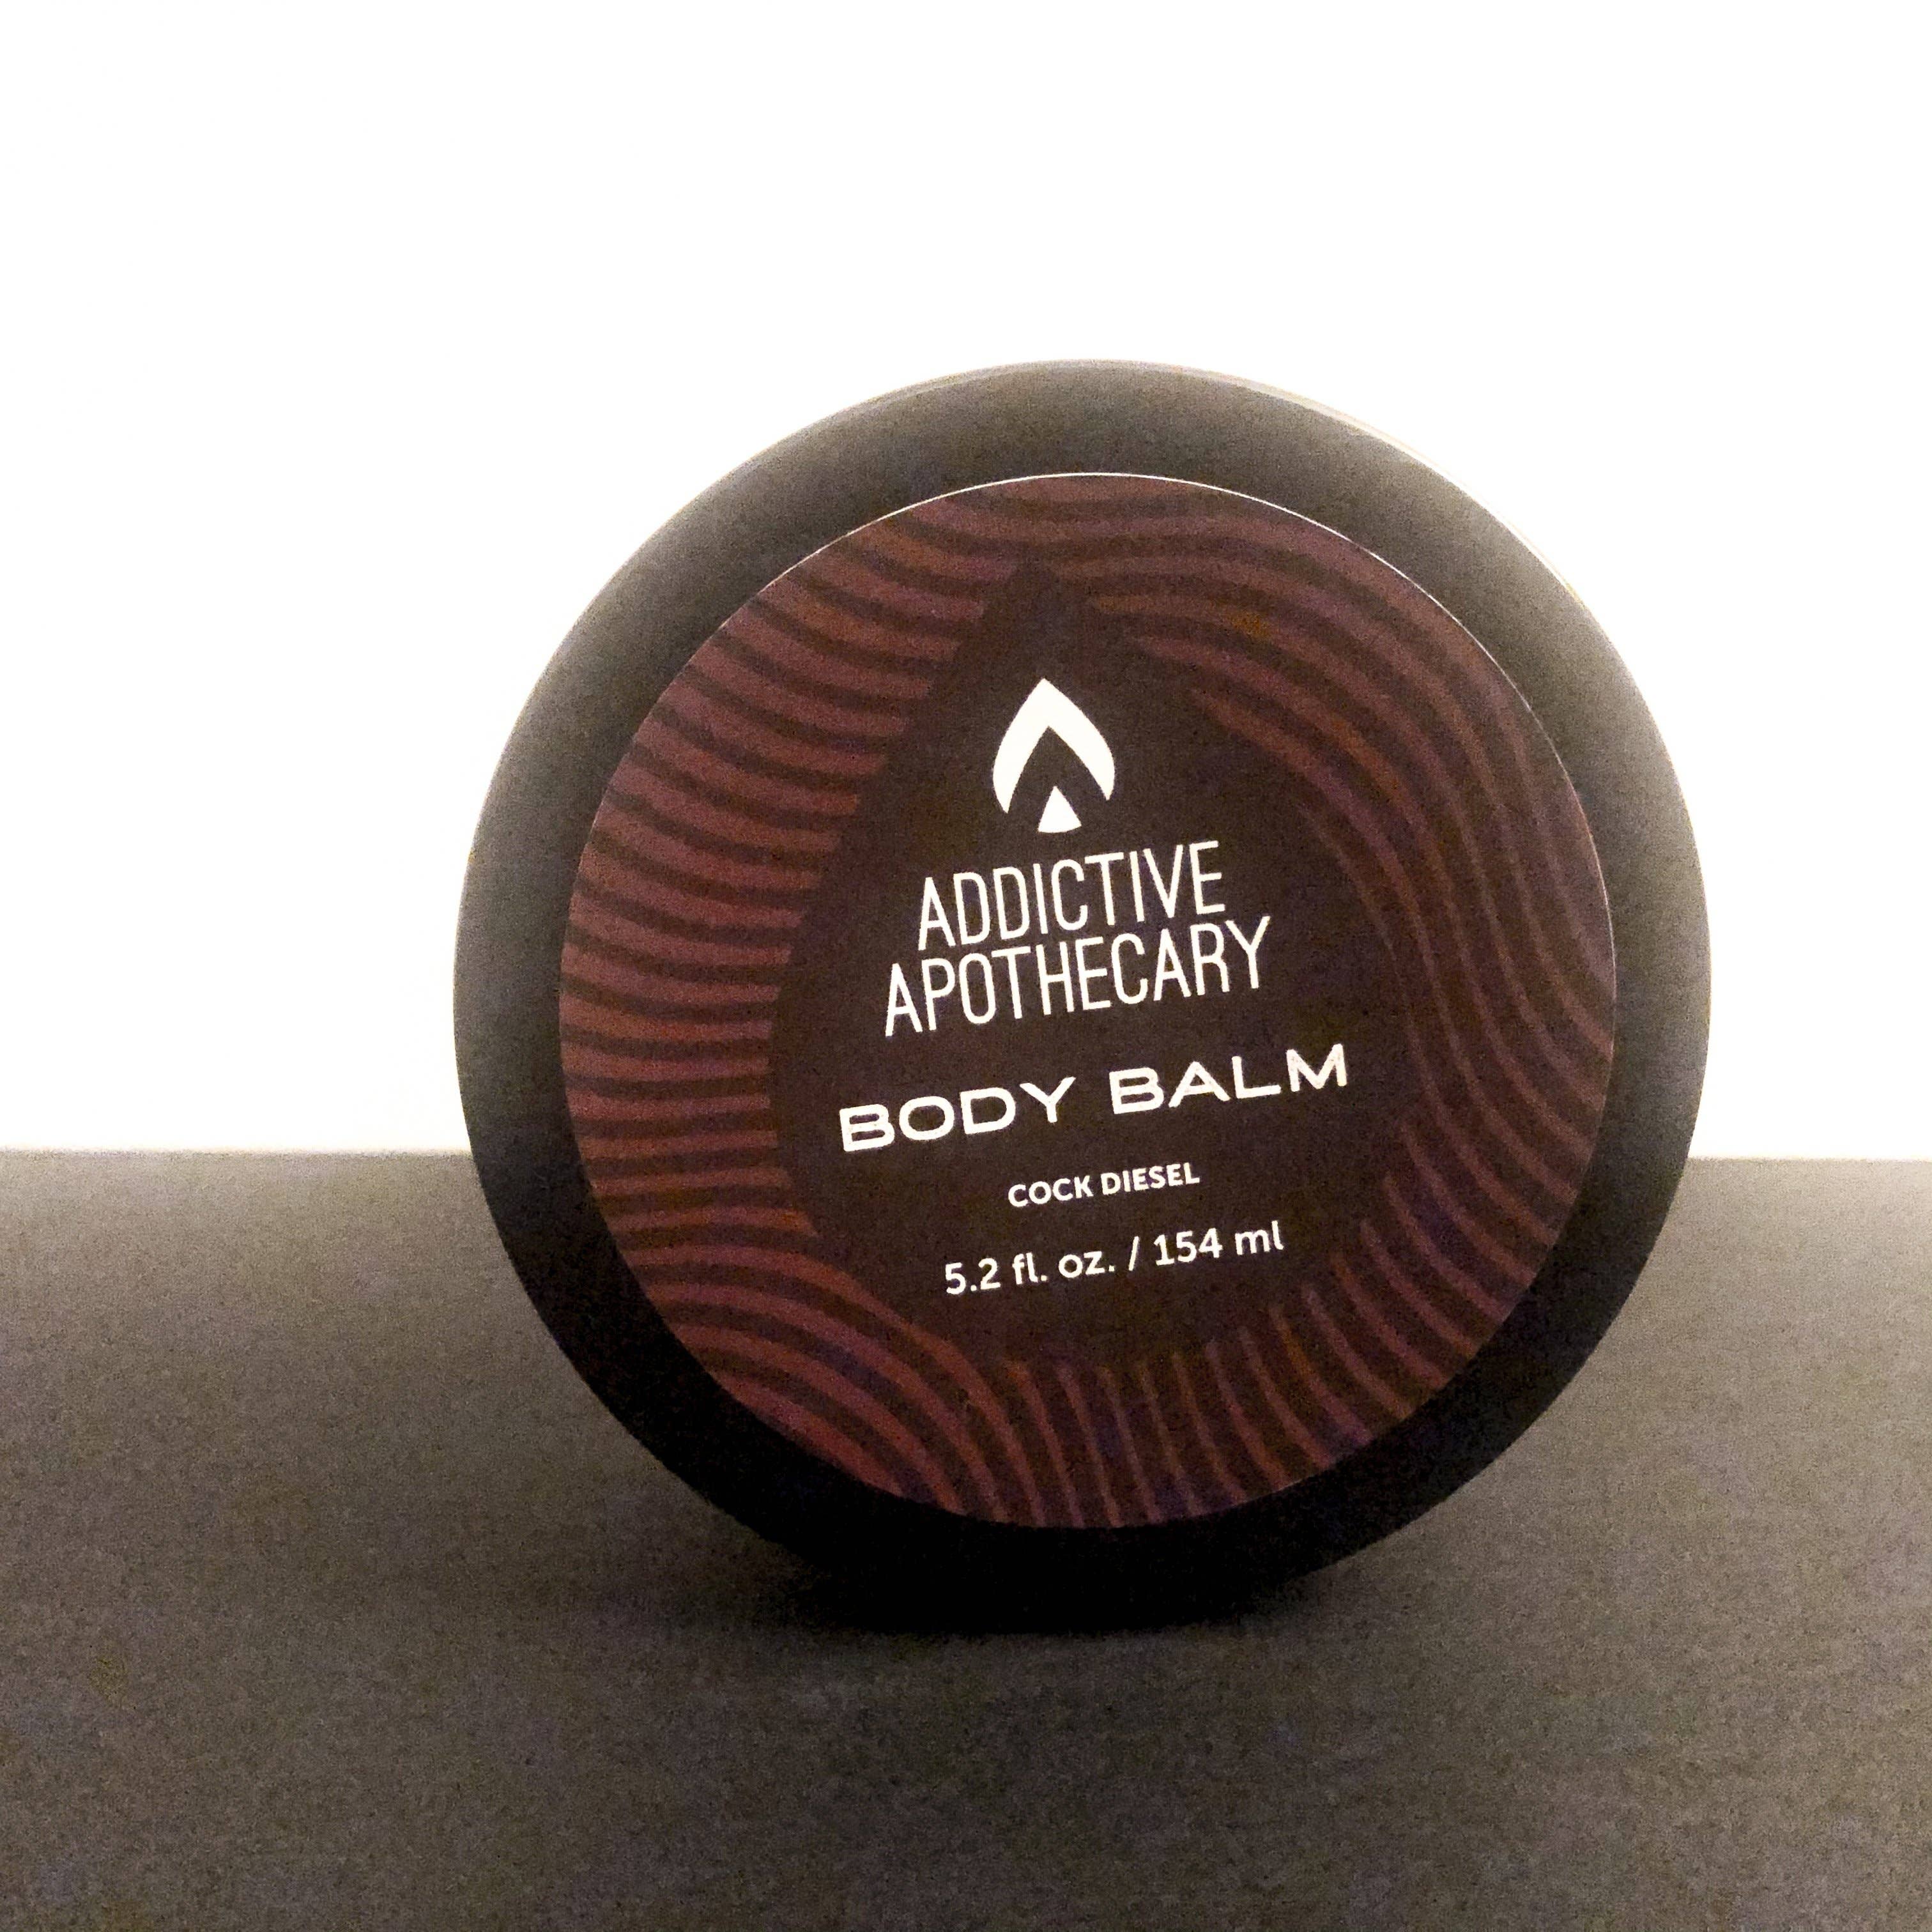 ADDICTIVE
APOTHECARY
BODY BALM
COCK DIESEL
5.2 fl. oz. / 154 ml